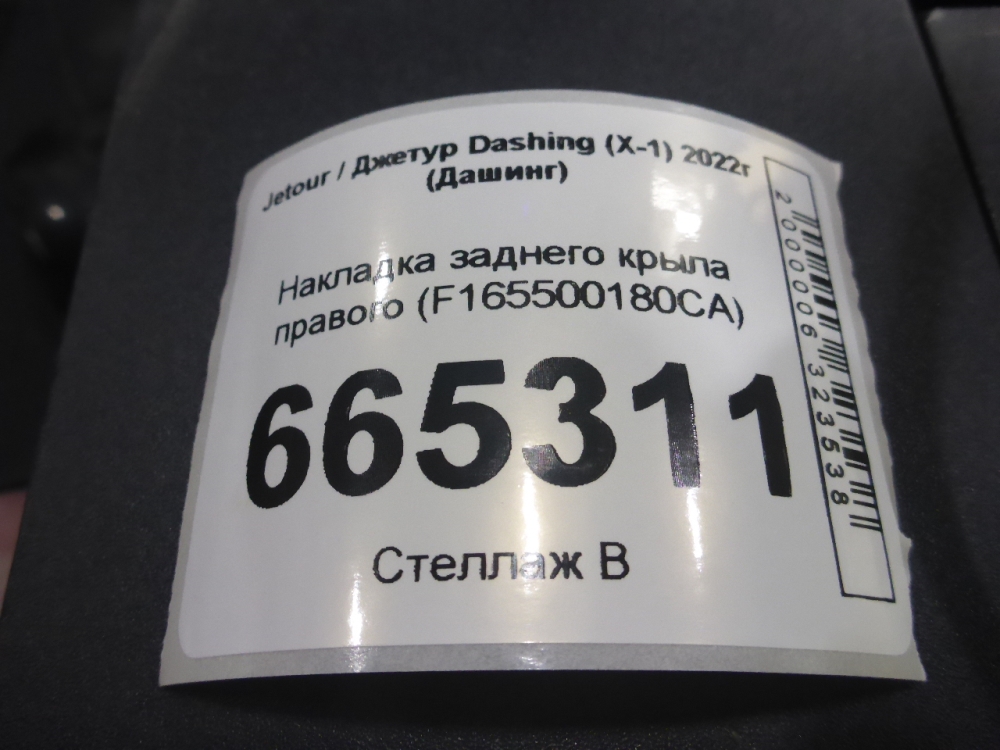 Jetour / Джетур Dashing (X-1) 2022г
(Дашинг)
Накладка заднего крыла
правого (F165500180CA)
665311
Стеллаж В
2000006323538